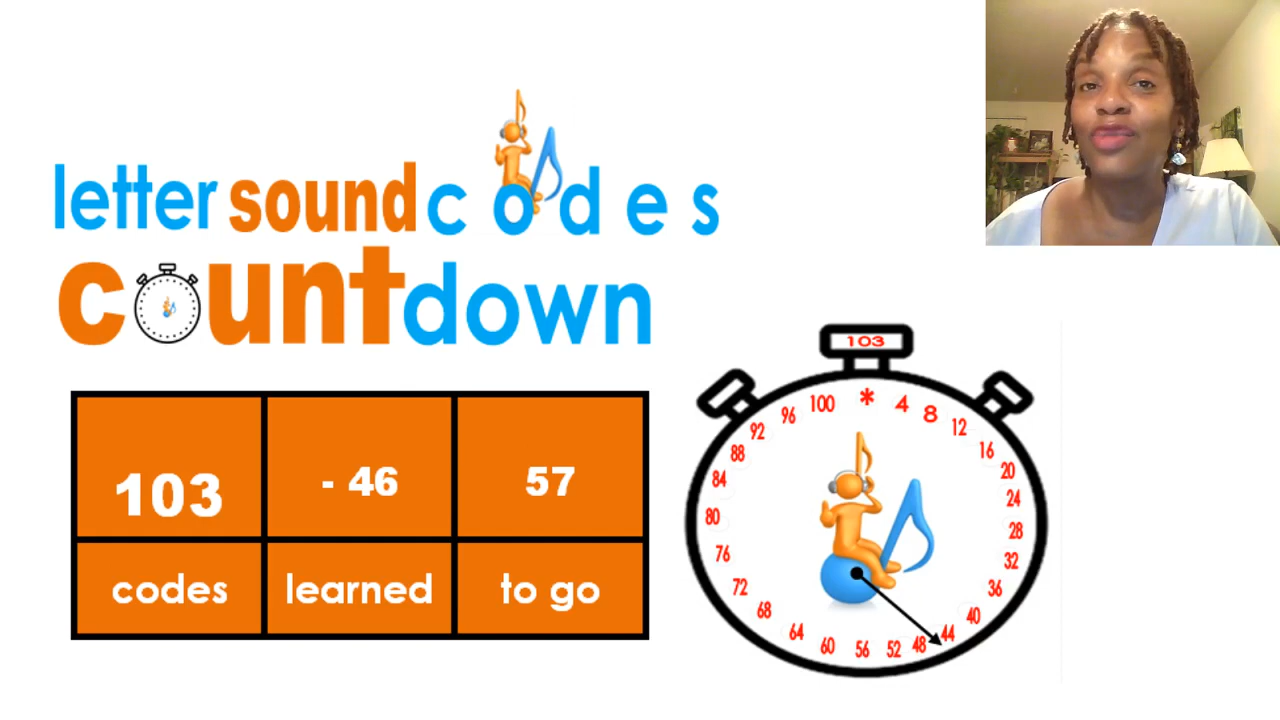 letter sound codes
countdown
103 - 46 57
codes learned to go
103
* 4 8 12 16 20 24 28 32 36 40 44 48 52 56 60 64 68 72 76 80 84 88 92 96 100